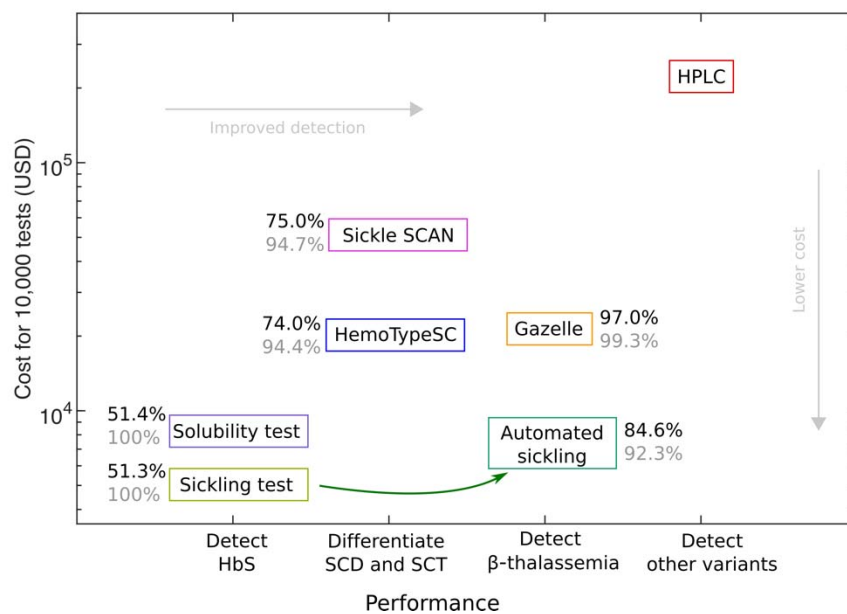 HPLC
Improved detection
10^5
75.0%
94.7%
Sickle SCAN
Cost for 10,000 tests (USD)
Lower cost
74.0%
94.4%
HemoTypeSC
Gazelle
97.0%
99.3%
10^4
51.4%
100%
Solubility test
Automated
sickling
84.6%
92.3%
51.3%
100%
Sickling test
Detect
HbS
Differentiate
SCD and SCT
Detect
β-thalassemia
Detect
other variants
Performance